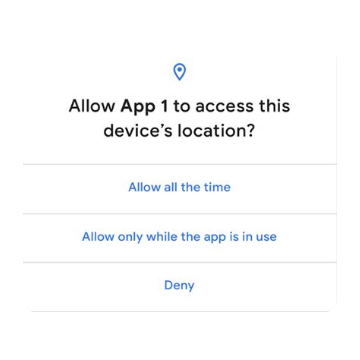 Allow App 1 to access this
device's location?
Allow all the time
Allow only while the app is in use
Deny